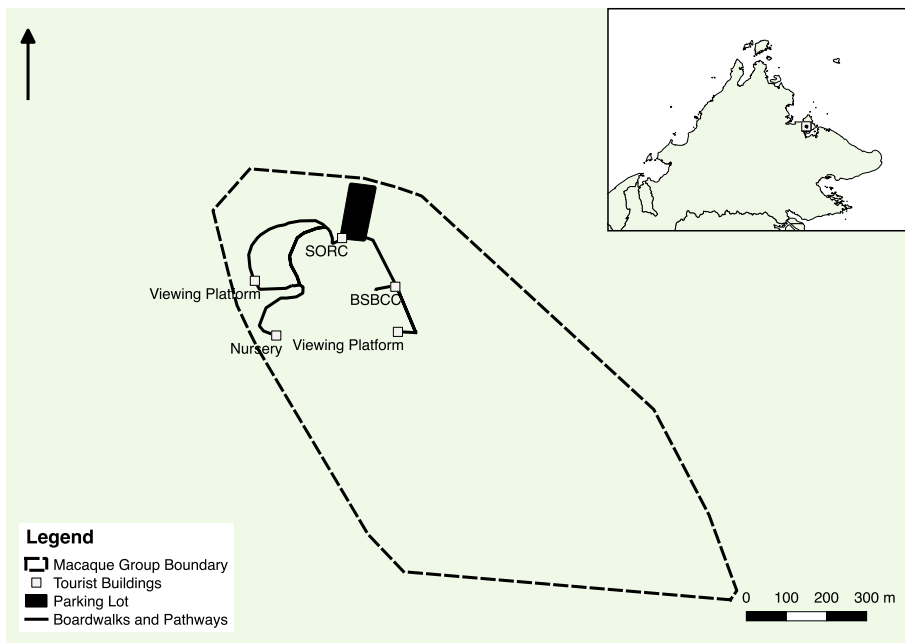 SORC
Viewing Platform
BSBCC
Nursery
Viewing Platform
Legend
Macaque Group Boundary
Tourist Buildings
Parking Lot
Boardwalks and Pathways
0 100 200 300 m